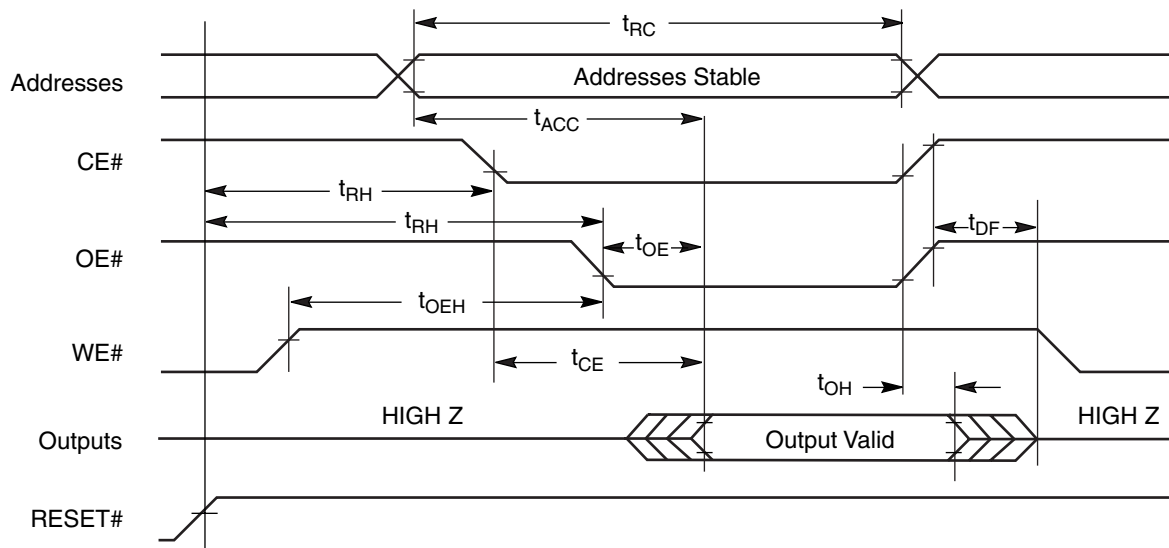 tRC
Addresses
Addresses Stable
tACC
CE#
tRH
tRH
tOE
tDF
OE#
tOEH
WE#
tCE
tOH
HIGH Z
HIGH Z
Outputs
Output Valid
RESET#